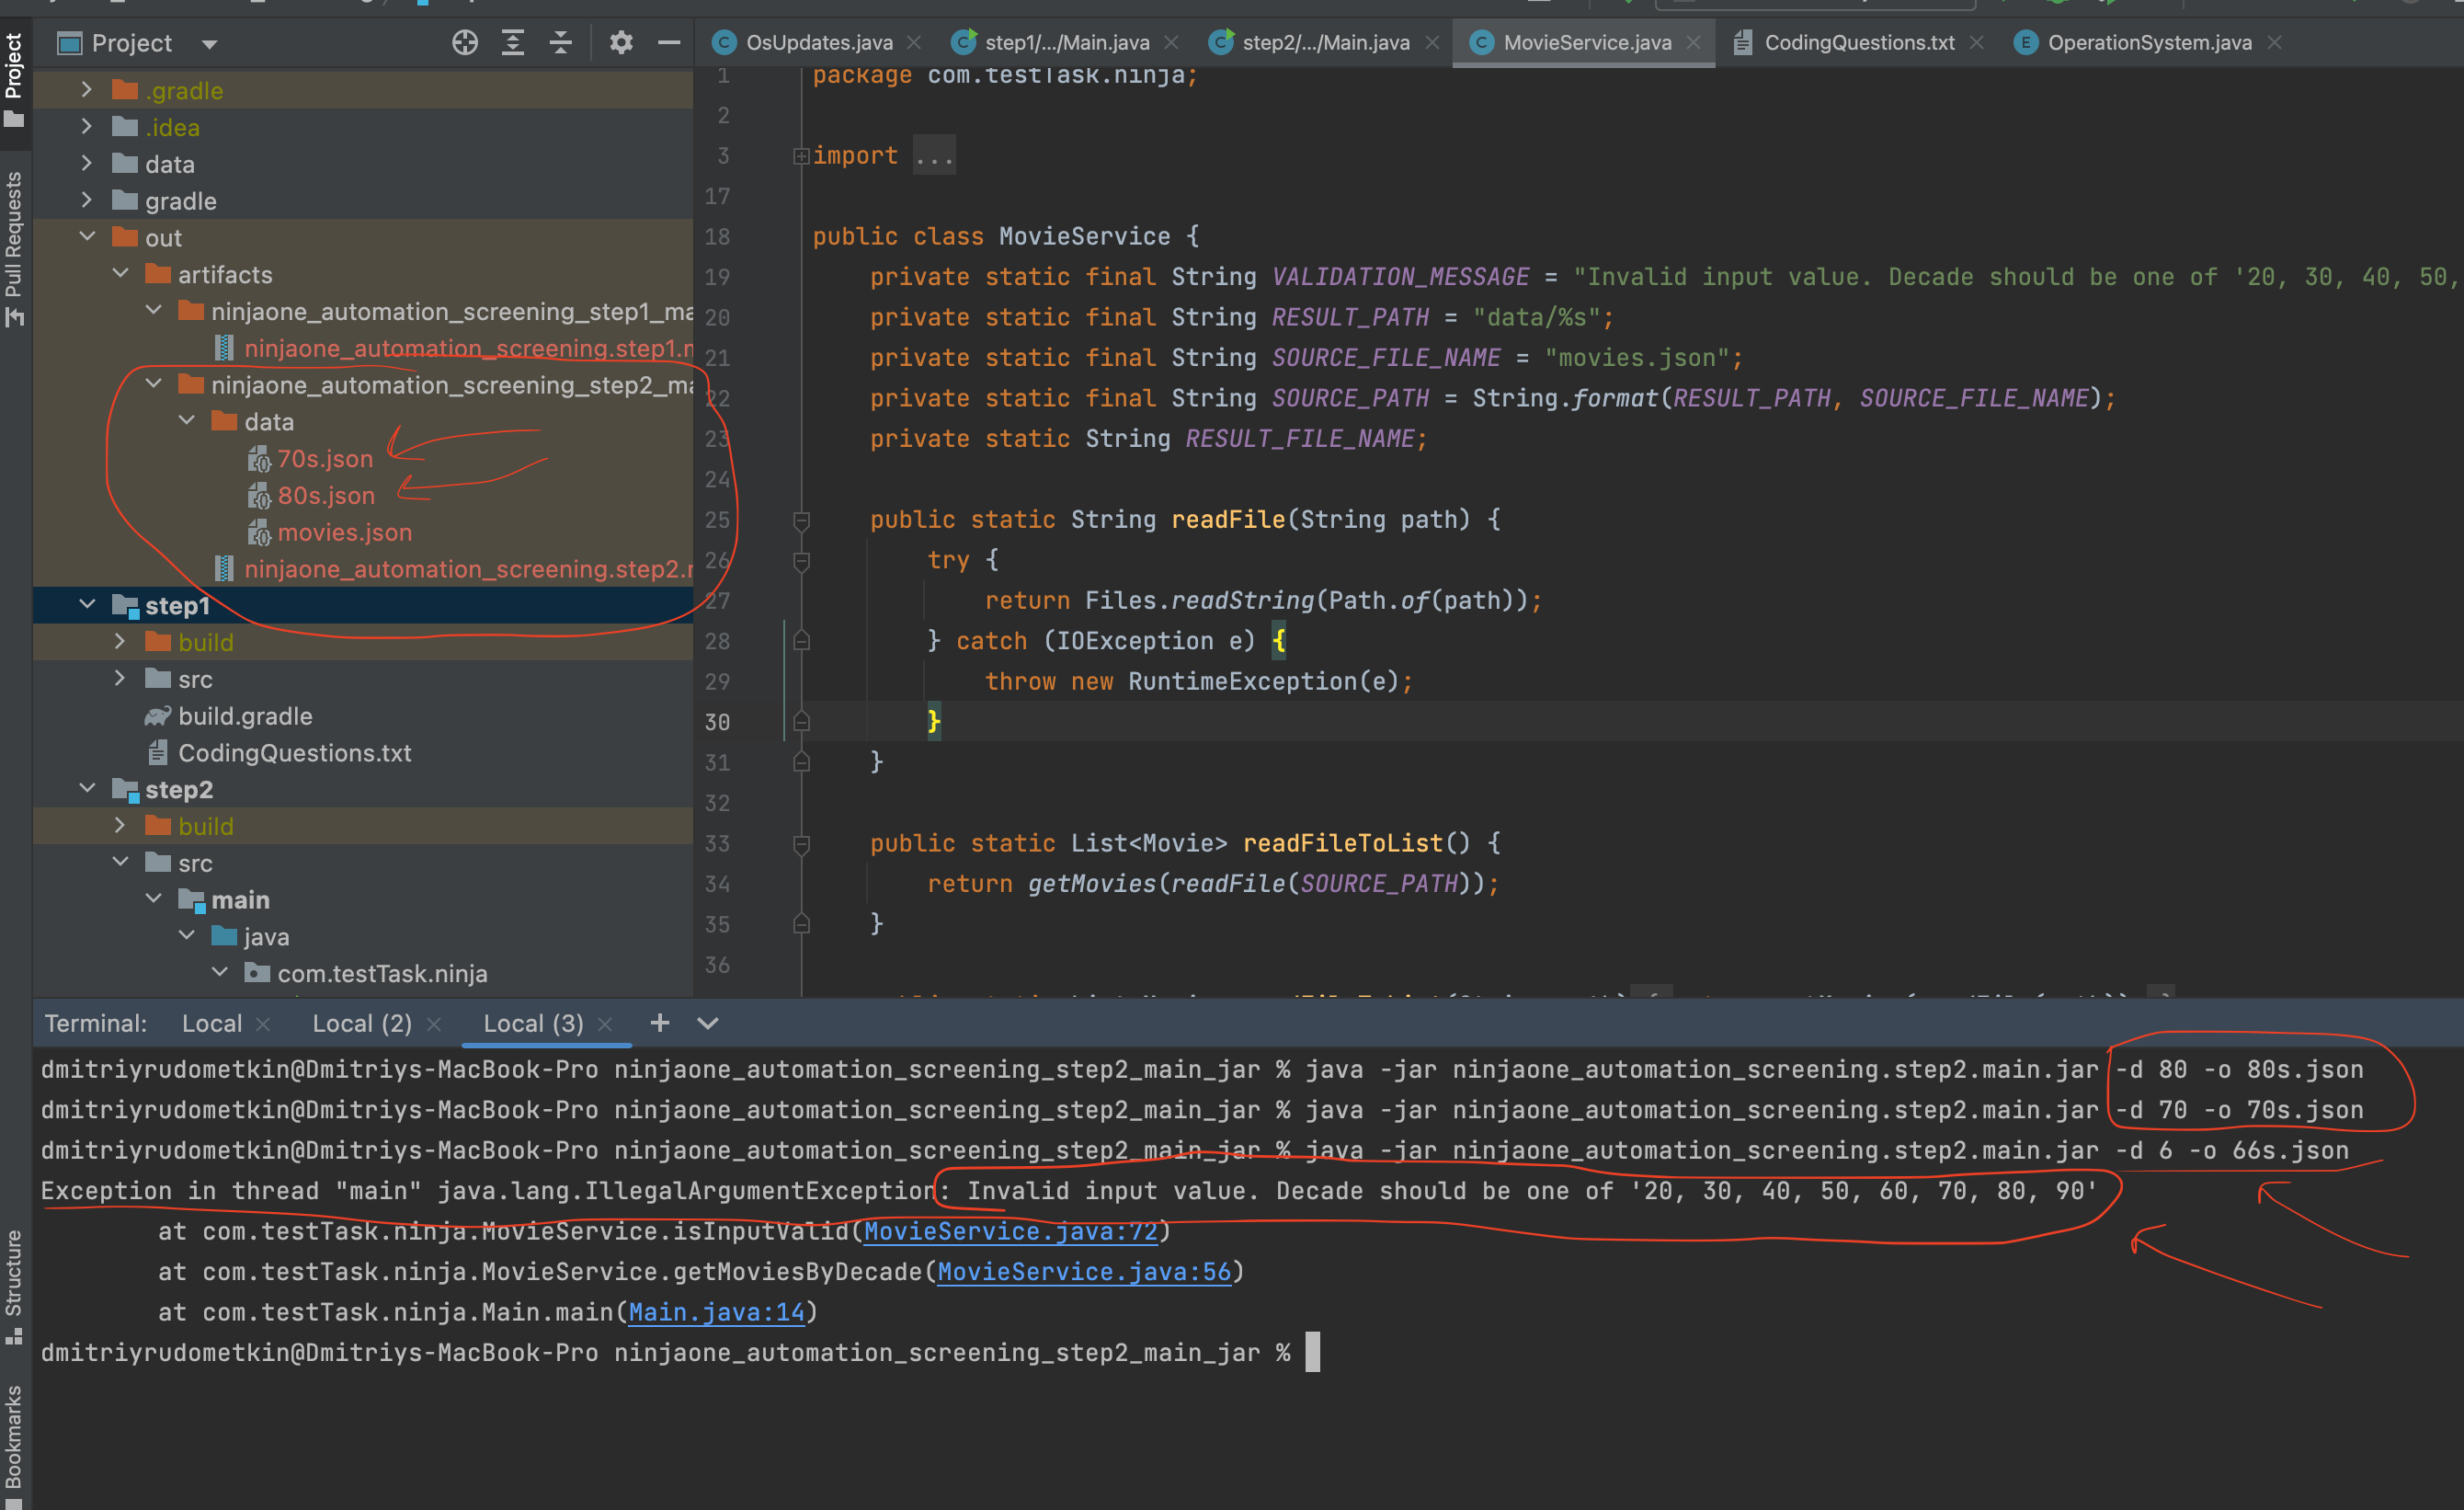 Project
OsUpdates.java
step1/.../Main.java
step2/.../Main.java
MovieService.java
CodingQuestions.txt
OperationSystem.java
Project
Pull Requests
Structure
Bookmarks
.gradle
.idea
data
gradle
out
artifacts
ninjaone_automation_screening_step1_ma
ninjaone_automation_screening.step1.m
ninjaone_automation_screening_step2_ma
data
70s.json
80s.json
movies.json
ninjaone_automation_screening.step2.m
step1
build
src
build.gradle
CodingQuestions.txt
step2
build
src
main
java
com.testTask.ninja
1 package com.testTask.ninja;
2
3 import ...
17
18 public class MovieService {
19 private static final String VALIDATION_MESSAGE = "Invalid input value. Decade should be one of '20, 30, 40, 50,
20 private static final String RESULT_PATH = "data/%s";
21 private static final String SOURCE_FILE_NAME = "movies.json";
22 private static final String SOURCE_PATH = String.format(RESULT_PATH, SOURCE_FILE_NAME);
23 private static String RESULT_FILE_NAME;
24
25 public static String readFile(String path) {
26 try {
27 return Files.readString(Path.of(path));
28 } catch (IOException e) {
29 throw new RuntimeException(e);
30 }
31 }
32
33 public static List<Movie> readFileToList() {
34 return getMovies(readFile(SOURCE_PATH));
35 }
36
Terminal: Local Local (2) Local (3)
dmitriyrudometkin@Dmitriys-MacBook-Pro ninjaone_automation_screening_step2_main_jar % java -jar ninjaone_automation_screening.step2.main.jar -d 80 -o 80s.json
dmitriyrudometkin@Dmitriys-MacBook-Pro ninjaone_automation_screening_step2_main_jar % java -jar ninjaone_automation_screening.step2.main.jar -d 70 -o 70s.json
dmitriyrudometkin@Dmitriys-MacBook-Pro ninjaone_automation_screening_step2_main_jar % java -jar ninjaone_automation_screening.step2.main.jar -d 6 -o 66s.json
Exception in thread "main" java.lang.IllegalArgumentException: Invalid input value. Decade should be one of '20, 30, 40, 50, 60, 70, 80, 90'
at com.testTask.ninja.MovieService.isInputValid(MovieService.java:72)
at com.testTask.ninja.MovieService.getMoviesByDecade(MovieService.java:56)
at com.testTask.ninja.Main.main(Main.java:14)
dmitriyrudometkin@Dmitriys-MacBook-Pro ninjaone_automation_screening_step2_main_jar %